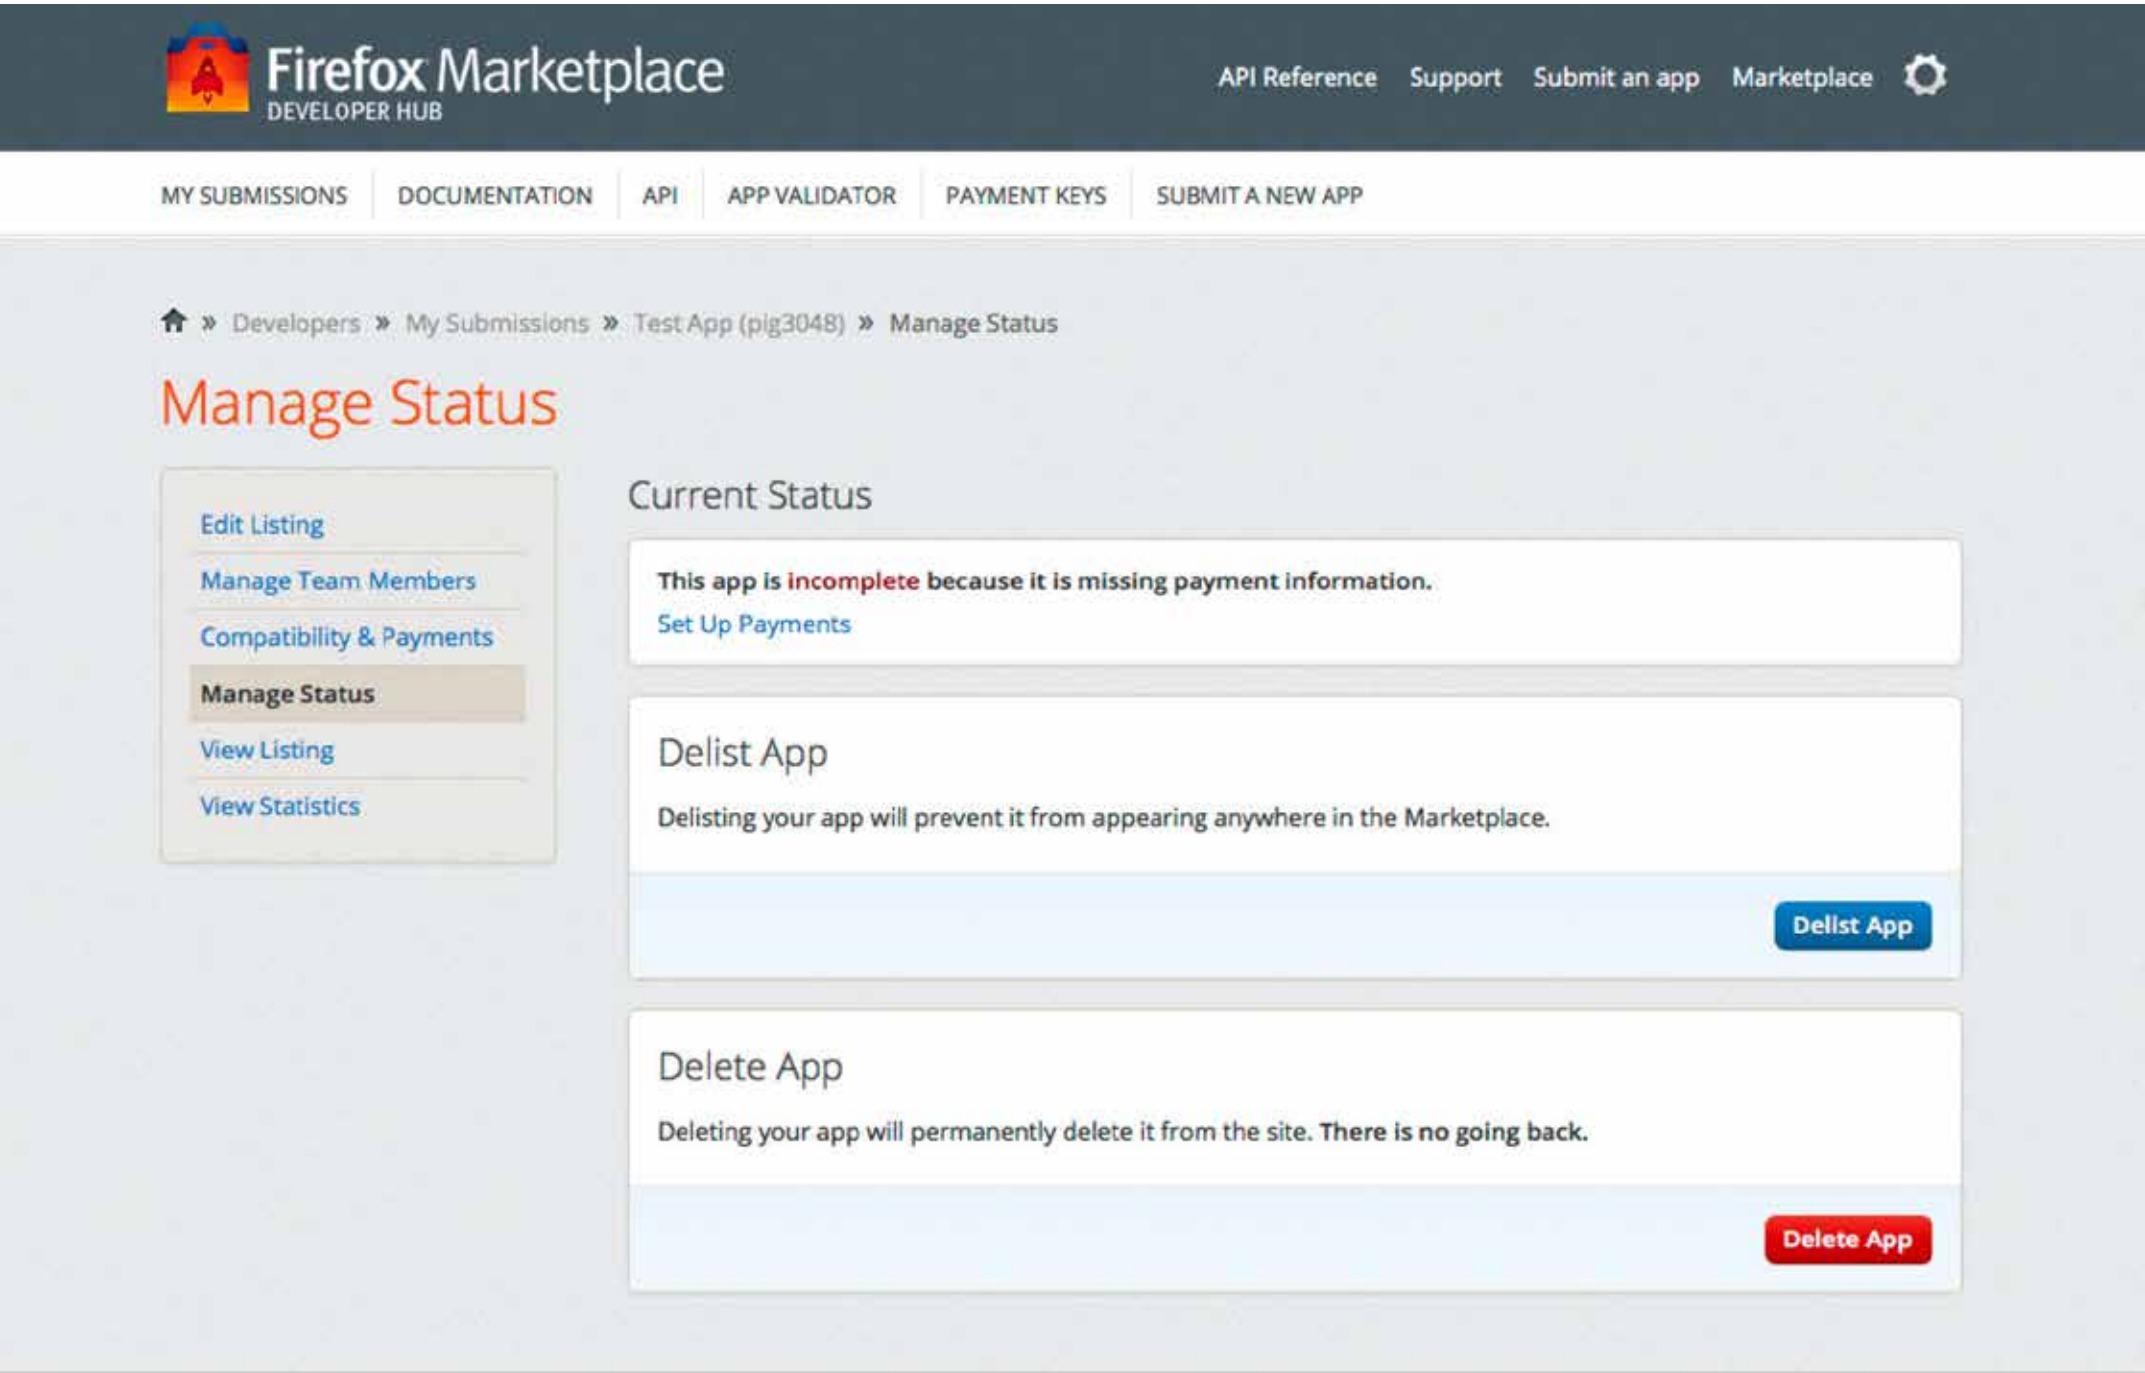 Firefox Marketplace
DEVELOPER HUB
API Reference Support Submit an app Marketplace
MY SUBMISSIONS DOCUMENTATION API APP VALIDATOR PAYMENT KEYS SUBMIT A NEW APP
» Developers » My Submissions » Test App (pig3048) » Manage Status
Manage Status
Edit Listing
Manage Team Members
Compatibility & Payments
Manage Status
View Listing
View Statistics
Current Status
This app is incomplete because it is missing payment information.
Set Up Payments
Delist App
Delisting your app will prevent it from appearing anywhere in the Marketplace.
Delist App
Delete App
Deleting your app will permanently delete it from the site. There is no going back.
Delete App